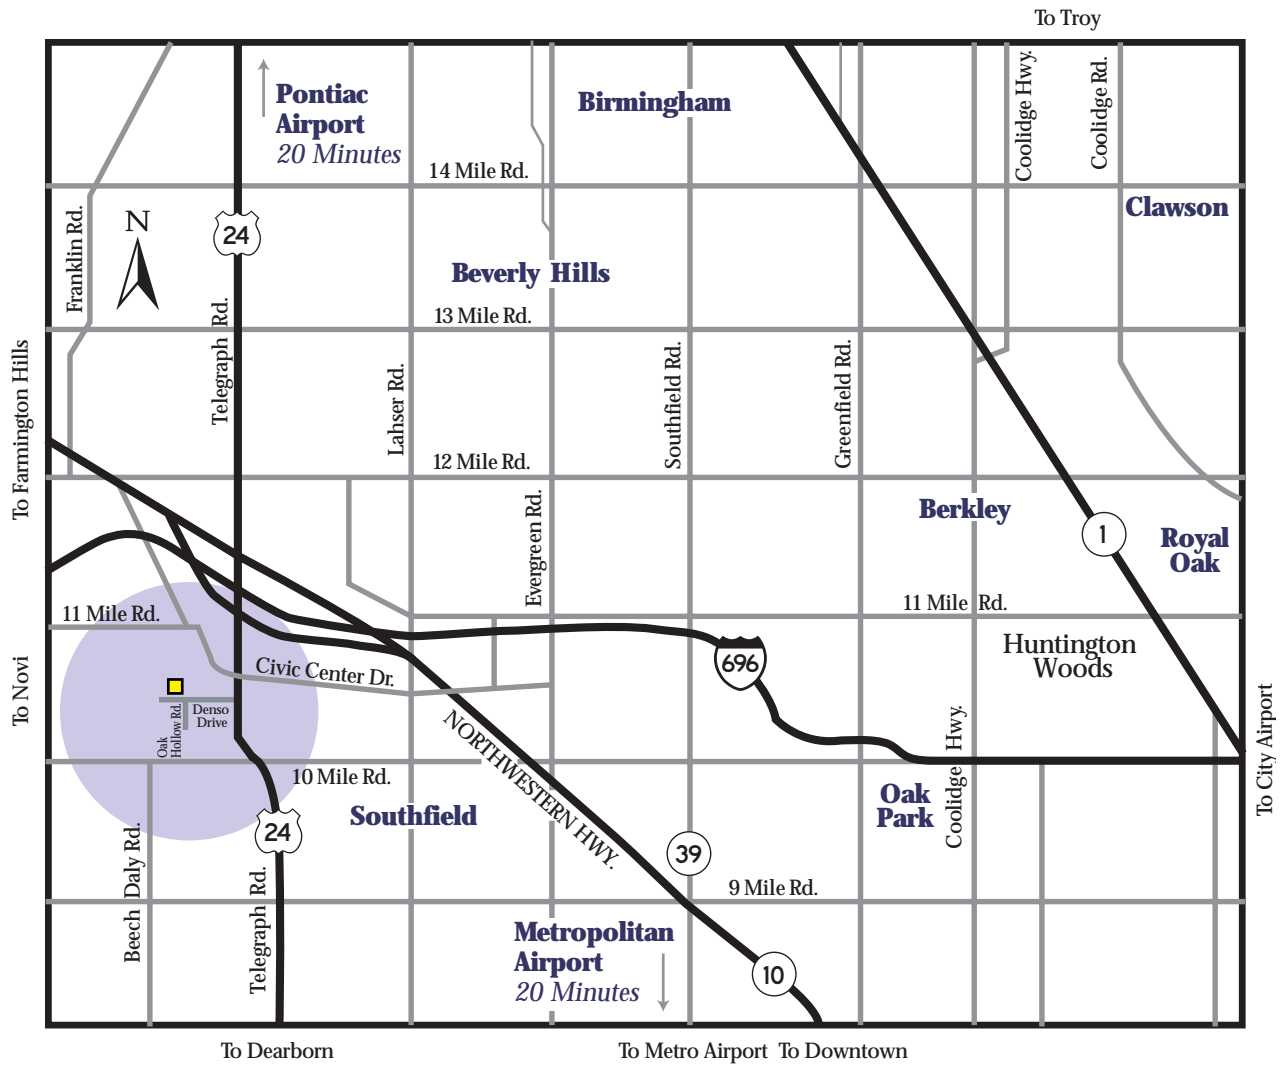 To Troy
Pontiac
Airport
20 Minutes
Birmingham
Coolidge Hwy.
Coolidge Rd.
14 Mile Rd.
Clawson
N
Franklin Rd.
24
Beverly Hills
Telegraph Rd.
13 Mile Rd.
To Farmington Hills
Lahser Rd.
Southfield Rd.
Greenfield Rd.
12 Mile Rd.
Evergreen Rd.
Berkley
1
Royal
Oak
11 Mile Rd.
11 Mile Rd.
Huntington
Woods
696
Civic Center Dr.
To Novi
Oak
Hollow Rd.
Denso
Drive
NORTHWESTERN HWY.
Coolidge Hwy.
To City Airport
10 Mile Rd.
Southfield
Oak
Park
24
39
Beech Daly Rd.
Telegraph Rd.
9 Mile Rd.
Metropolitan
Airport
20 Minutes
10
To Dearborn
To Metro Airport
To Downtown